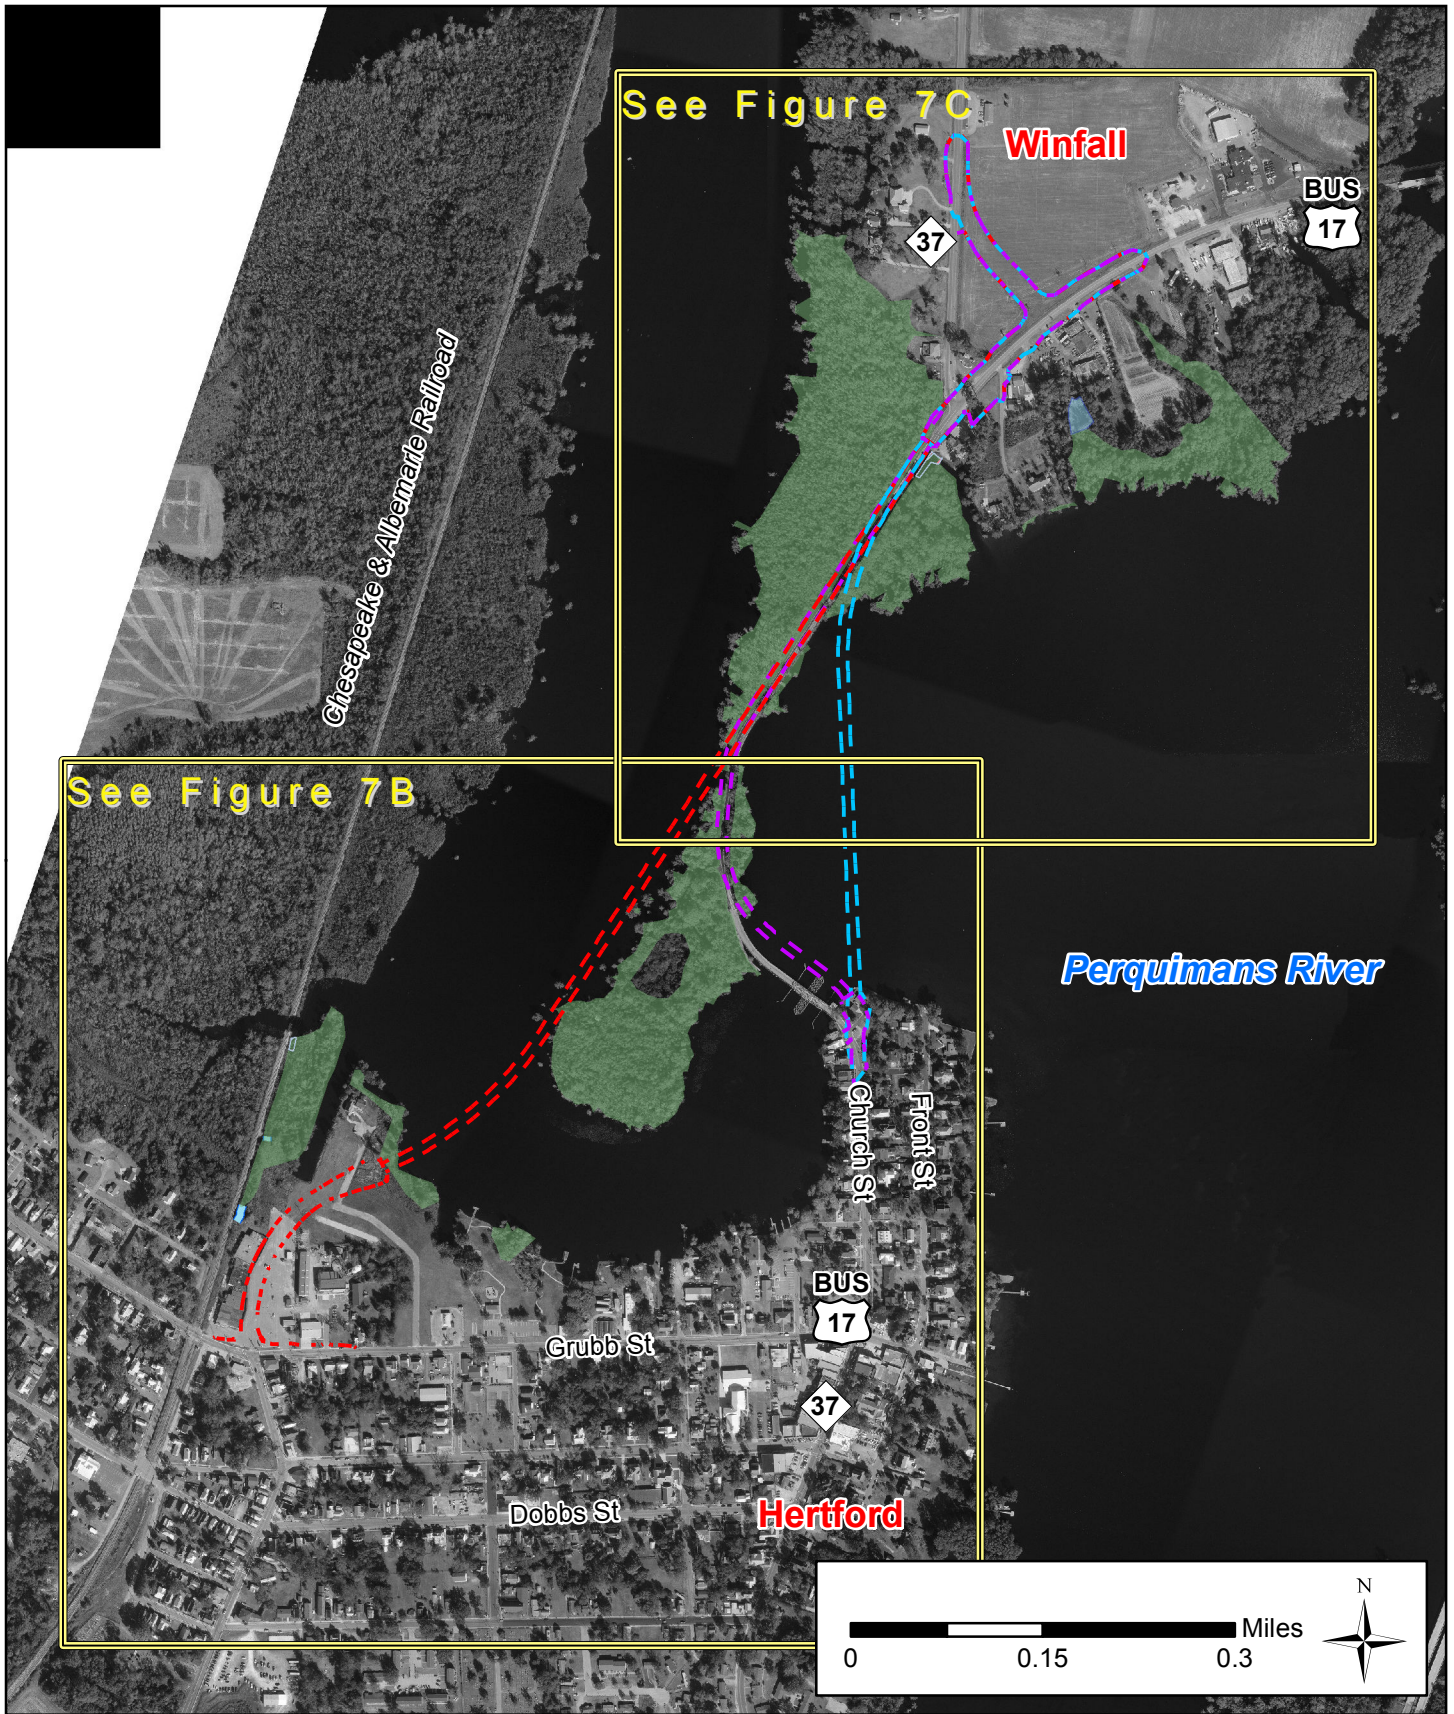 See Figure 7C
Winfall
BUS
17
37
Chesapeake & Albemarle Railroad
See Figure 7B
Perquimans River
Church St
Front St
BUS
17
Grubb St
37
Dobbs St
Hertford
N
Miles
0
0.15
0.3